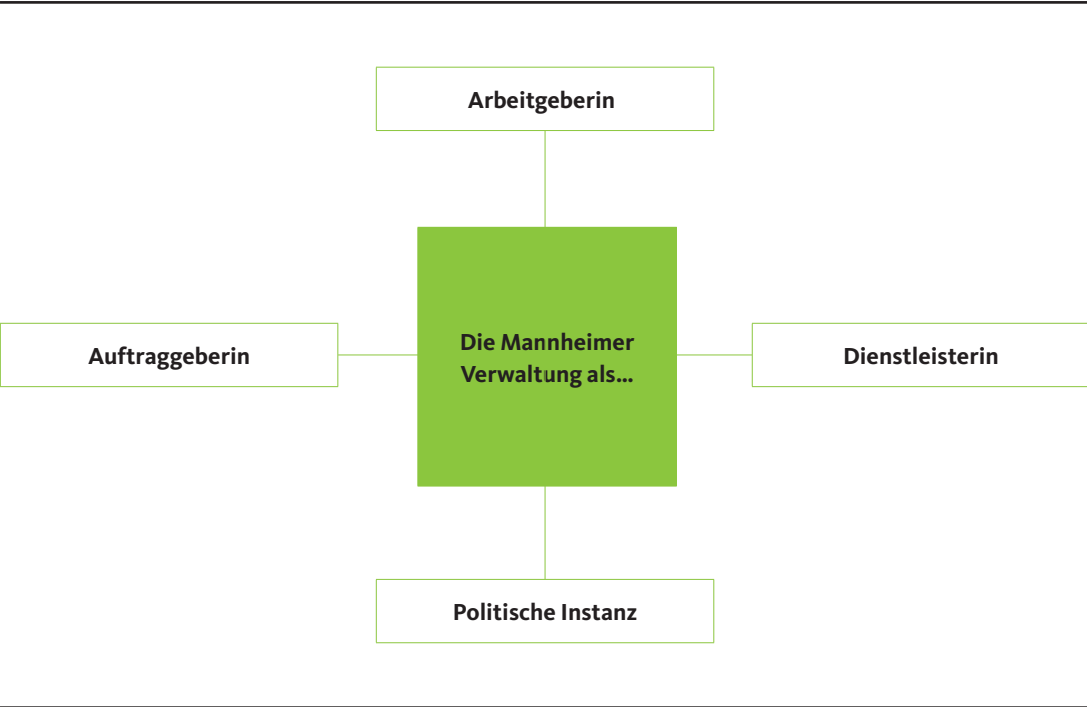 Arbeitgeberin
Auftraggeberin
Die Mannheimer
Verwaltung als...
Dienstleisterin
Politische Instanz